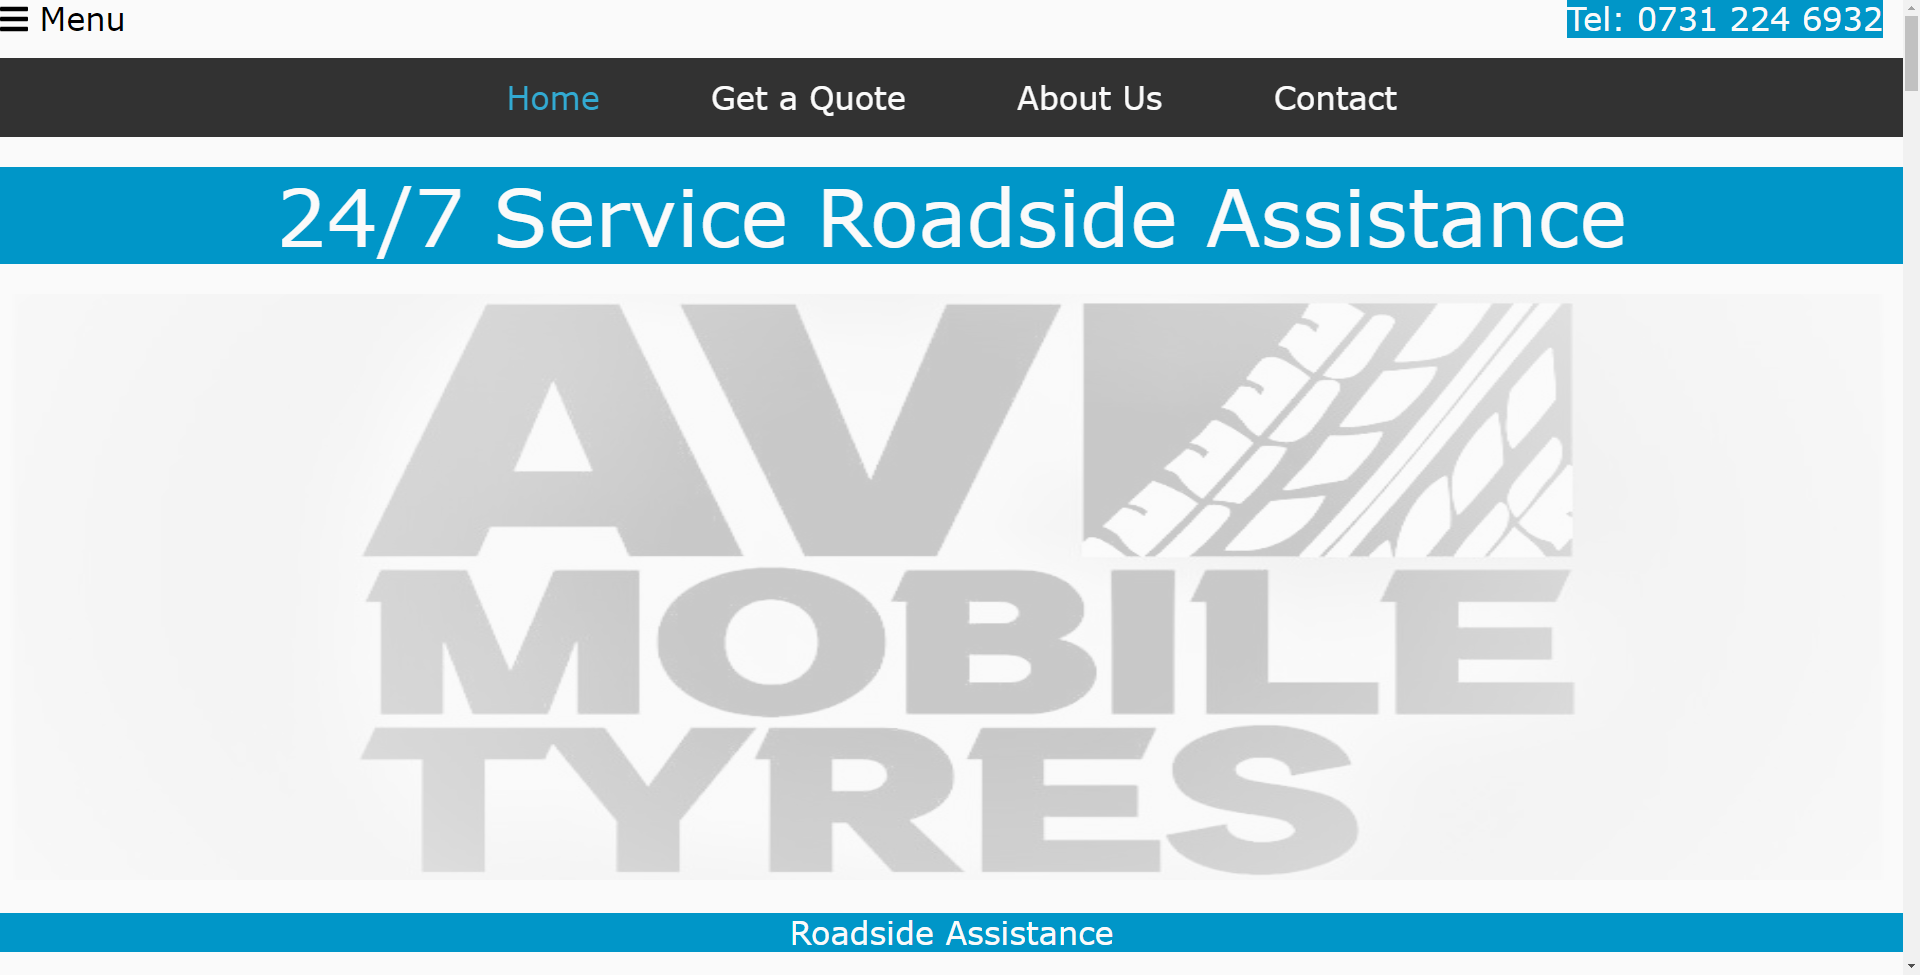 Menu
Tel: 0731 224 6932
Home
Get a Quote
About Us
Contact
24/7 Service Roadside Assistance
AV
MOBILE
TYRES
Roadside Assistance